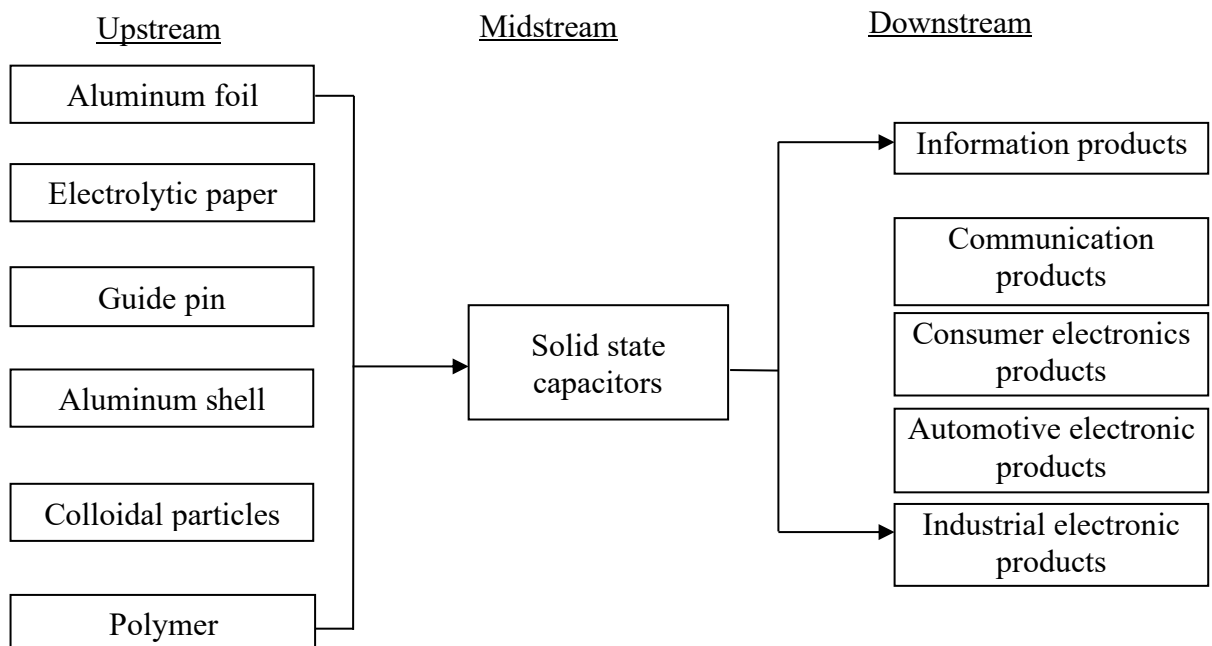 Upstream
Midstream
Downstream
Aluminum foil
Electrolytic paper
Guide pin
Aluminum shell
Colloidal particles
Polymer
Solid state
capacitors
Information products
Communication
products
Consumer electronics
products
Automotive electronic
products
Industrial electronic
products